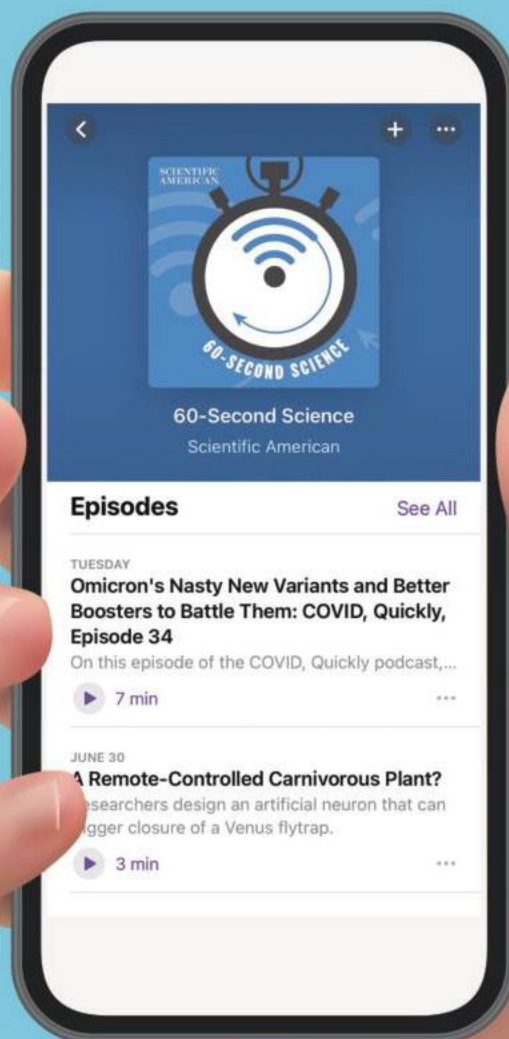 SCIENTIFIC
AMERICAN
60-SECOND SCIENCE
60-Second Science
Scientific American
Episodes
See All
TUESDAY
Omicron's Nasty New Variants and Better
Boosters to Battle Them: COVID, Quickly,
Episode 34
On this episode of the COVID, Quickly podcast,...
7 min
JUNE 30
A Remote-Controlled Carnivorous Plant?
esearchers design an artificial neuron that can
igger closure of a Venus flytrap.
3 min